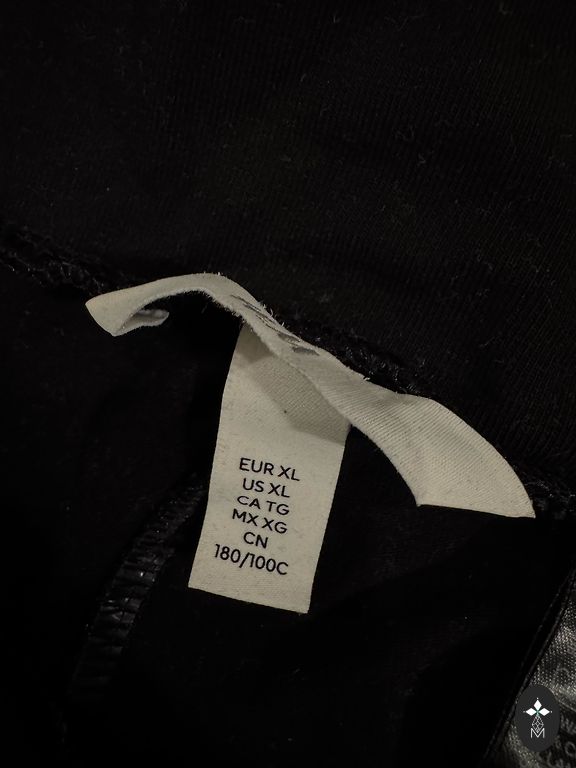 EUR XL
US XL
CA TG
MX XG
CN
180/100C